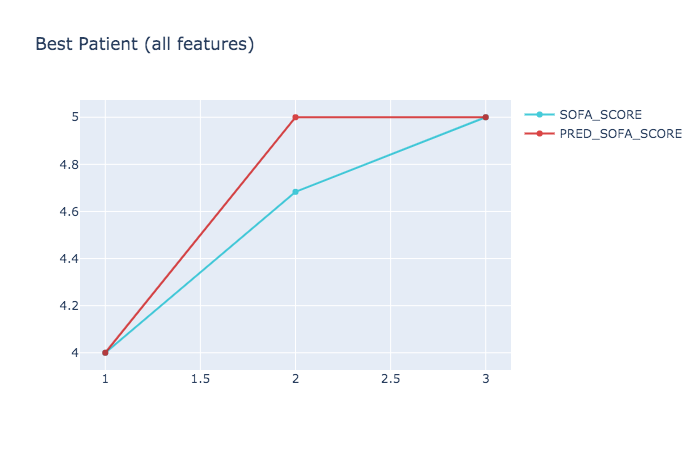 Best Patient (all features)
SOFA_SCORE
PRED_SOFA_SCORE
5
4.8
4.6
4.4
4.2
4
1 1.5 2 2.5 3